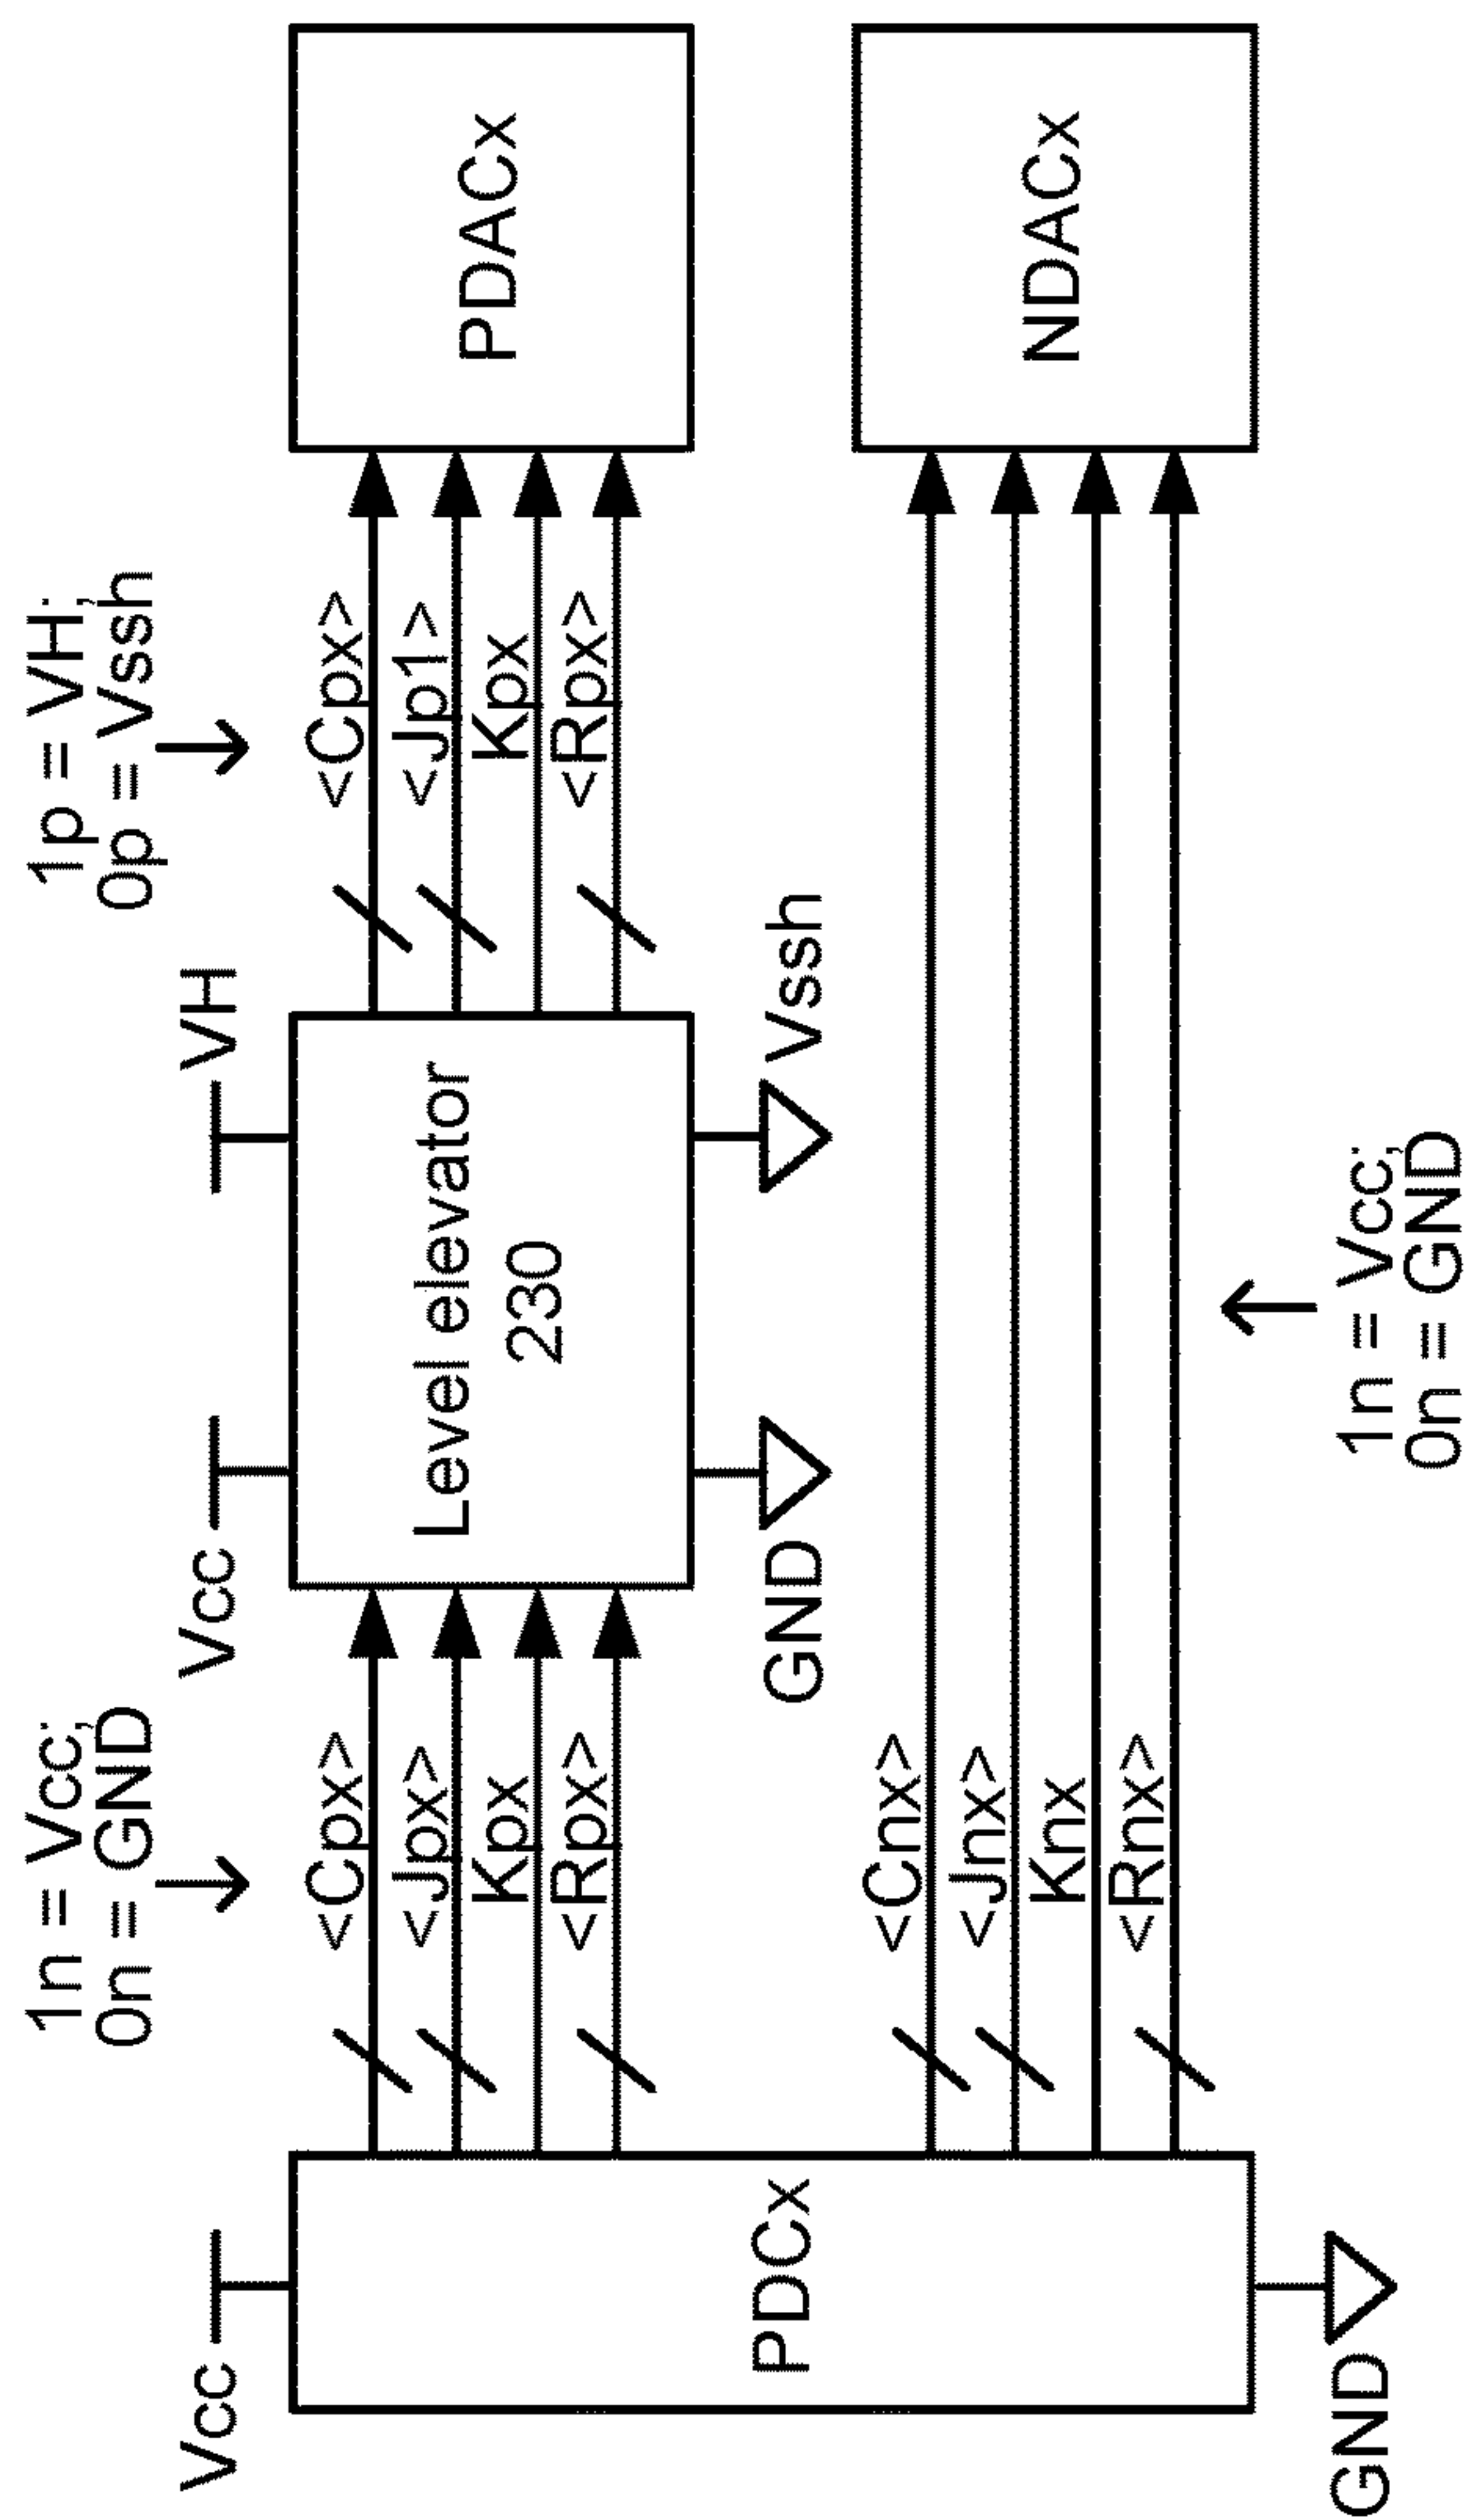 1n = Vcc;
0n = GND
1p = VH;
0p = Vssh
Vcc
Vcc
VH
<Cpx>
<Jpx>
Kpx
<Rpx>
Level elevator
230
<Cpx>
<Jp1>
Kpx
<Rpx>
PDACx
PDCx
GND
Vssh
<Cnx>
<Jnx>
Knx
<Rnx>
NDACx
GND
1n = Vcc;
0n = GND